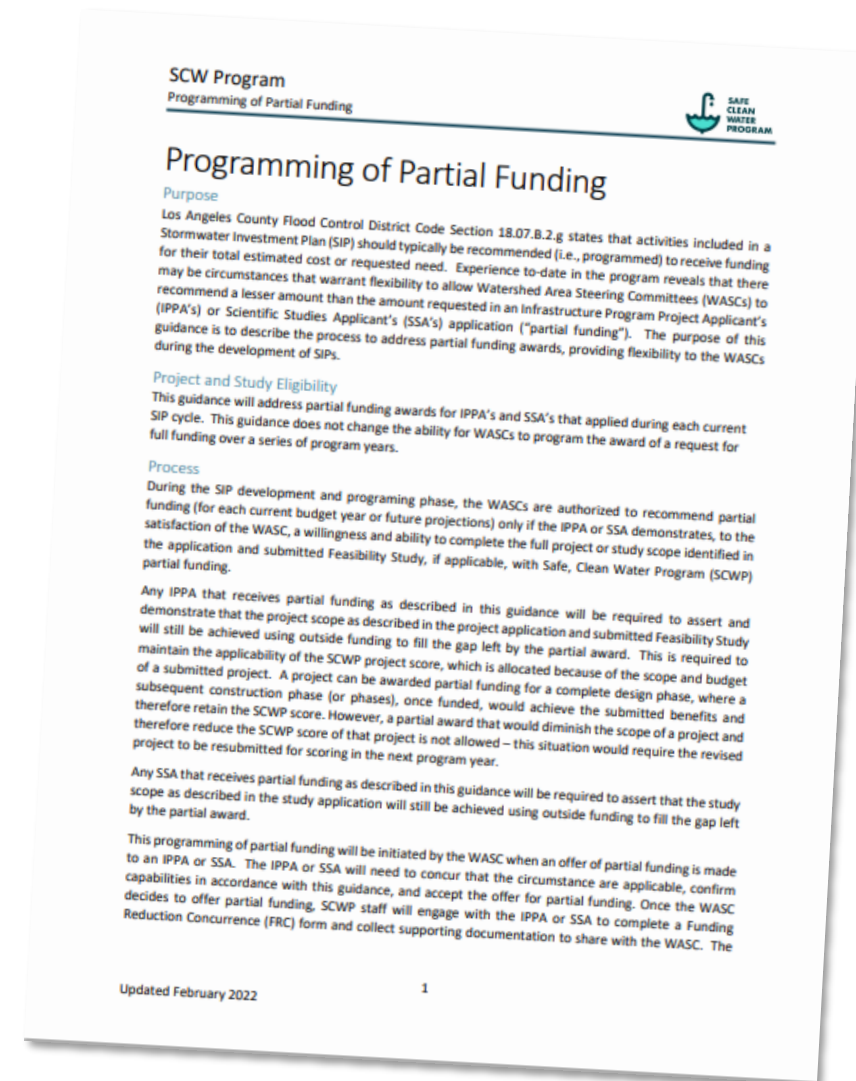 SCW Program
Programming of Partial Funding
SAFE
CLEAN
WATER
PROGRAM
Programming of Partial Funding
Purpose
Los Angeles County Flood Control District Code Section 18.07.B.2.g states that activities included in a
Stormwater Investment Plan (SIP) should typically be recommended (i.e., programmed) to receive funding
for their total estimated cost or requested need. Experience to-date in the program reveals that there
may be circumstances that warrant flexibility to allow Watershed Area Steering Committees (WASCs) to
recommend a lesser amount than the amount requested in an Infrastructure Program Project Applicant's
(IPPA's) or Scientific Studies Applicant's (SSA's) application ("partial funding"). The purpose of this
guidance is to describe the process to address partial funding awards, providing flexibility to the WASCs
during the development of SIPs.
Project and Study Eligibility
This guidance will address partial funding awards for IPPA's and SSA's that applied during each current
SIP cycle. This guidance does not change the ability for WASCs to program the award of a request for
full funding over a series of program years.
Process
During the SIP development and programing phase, the WASCs are authorized to recommend partial
funding (for each current budget year or future projections) only if the IPPA or SSA demonstrates, to the
satisfaction of the WASC, a willingness and ability to complete the full project or study scope identified in
the application and submitted Feasibility Study, if applicable, with Safe, Clean Water Program (SCWP)
partial funding.
Any IPPA that receives partial funding as described in this guidance will be required to assert and
demonstrate that the project scope as described in the project application and submitted Feasibility Study
will still be achieved using outside funding to fill the gap left by the partial award. This is required to
maintain the applicability of the SCWP project score, which is allocated because of the scope and budget
of a submitted project. A project can be awarded partial funding for a complete design phase, where a
subsequent construction phase (or phases), once funded, would achieve the submitted benefits and
therefore retain the SCWP score. However, a partial award that would diminish the scope of a project and
therefore reduce the SCWP score of that project is not allowed – this situation would require the revised
project to be resubmitted for scoring in the next program year.
Any SSA that receives partial funding as described in this guidance will be required to assert that the study
scope as described in the study application will still be achieved using outside funding to fill the gap left
by the partial award.
This programming of partial funding will be initiated by the WASC when an offer of partial funding is made
to an IPPA or SSA. The IPPA or SSA will need to concur that the circumstance are applicable, confirm
capabilities in accordance with this guidance, and accept the offer for partial funding. Once the WASC
decides to offer partial funding, SCWP staff will engage with the IPPA or SSA to complete a Funding
Reduction Concurrence (FRC) form and collect supporting documentation to share with the WASC. The
Updated February 2022
1